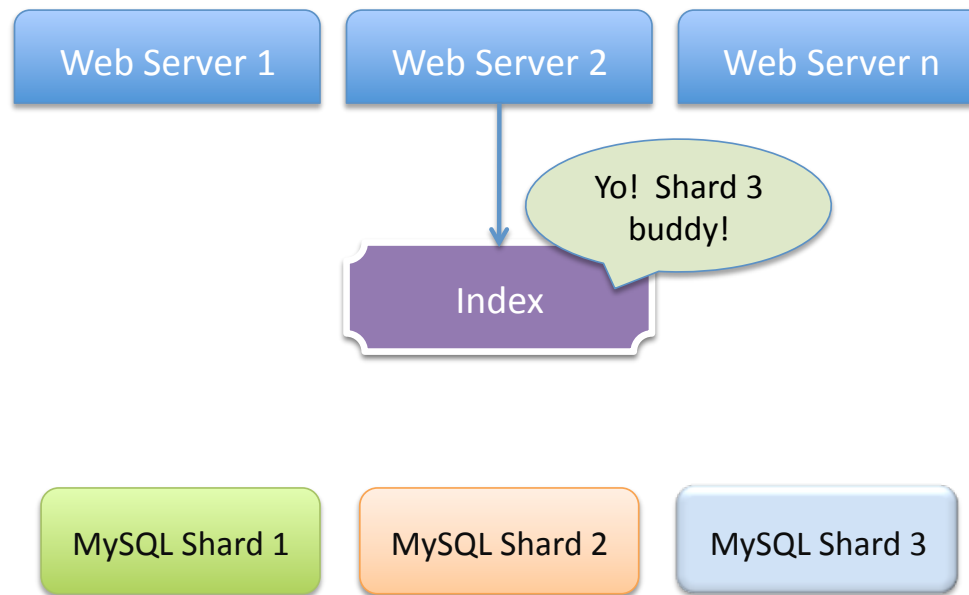 Web Server 1
Web Server 2
Web Server n
Yo!  Shard 3
buddy!
Index
MySQL Shard 1
MySQL Shard 2
MySQL Shard 3